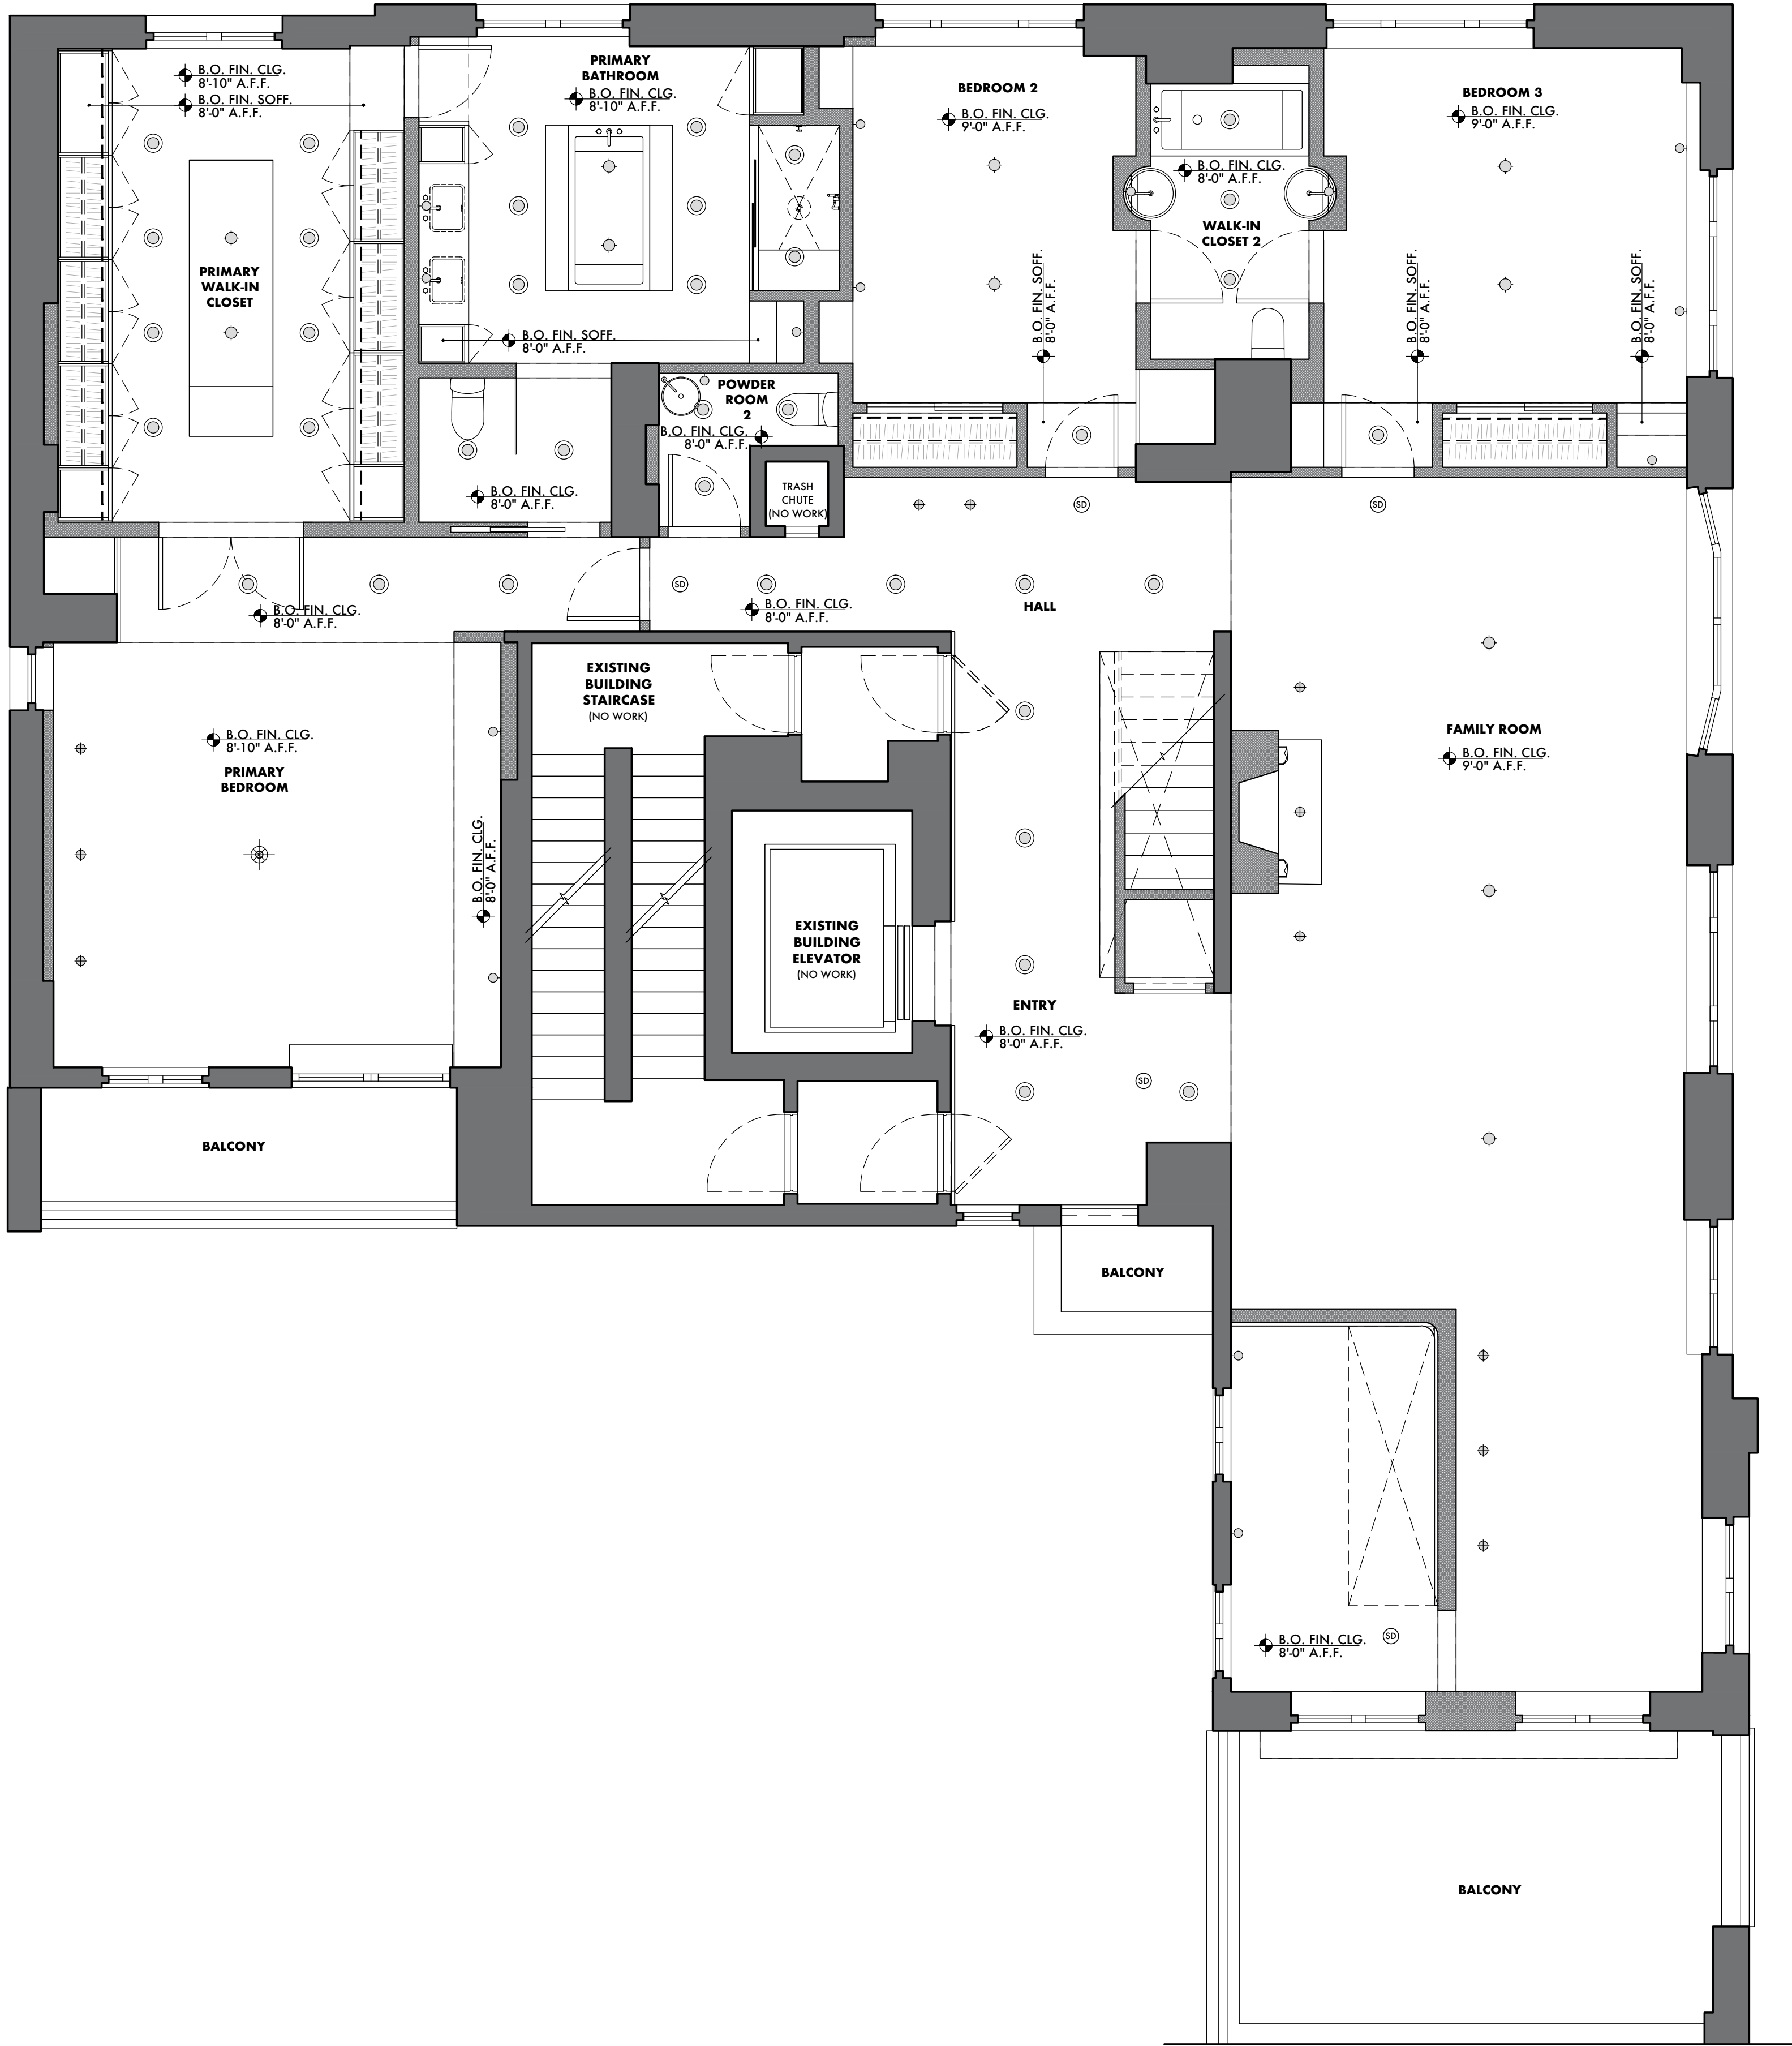 B.O. FIN. CLG.
8'-10" A.F.F.
B.O. FIN. SOFF.
8'-0" A.F.F.
PRIMARY
WALK-IN
CLOSET
PRIMARY
BATHROOM
B.O. FIN. CLG.
8'-10" A.F.F.
B.O. FIN. SOFF.
8'-0" A.F.F.
BEDROOM 2
B.O. FIN. CLG.
9'-0" A.F.F.
B.O. FIN. SOFF.
8'-0" A.F.F.
B.O. FIN. CLG.
8'-0" A.F.F.
WALK-IN
CLOSET 2
BEDROOM 3
B.O. FIN. CLG.
9'-0" A.F.F.
B.O. FIN. SOFF.
8'-0" A.F.F.
B.O. FIN. SOFF.
8'-0" A.F.F.
POWDER
ROOM
2
B.O. FIN. CLG.
8'-0" A.F.F.
B.O. FIN. CLG.
8'-0" A.F.F.
TRASH
CHUTE
(NO WORK)
SD
SD
SD
B.O. FIN. CLG.
8'-0" A.F.F.
B.O. FIN. CLG.
8'-0" A.F.F.
HALL
EXISTING
BUILDING
STAIRCASE
(NO WORK)
B.O. FIN. CLG.
8'-10" A.F.F.
PRIMARY
BEDROOM
B.O. FIN. CLG.
8'-0" A.F.F.
FAMILY ROOM
B.O. FIN. CLG.
9'-0" A.F.F.
EXISTING
BUILDING
ELEVATOR
(NO WORK)
ENTRY
B.O. FIN. CLG.
8'-0" A.F.F.
SD
BALCONY
BALCONY
B.O. FIN. CLG.
8'-0" A.F.F.
SD
BALCONY